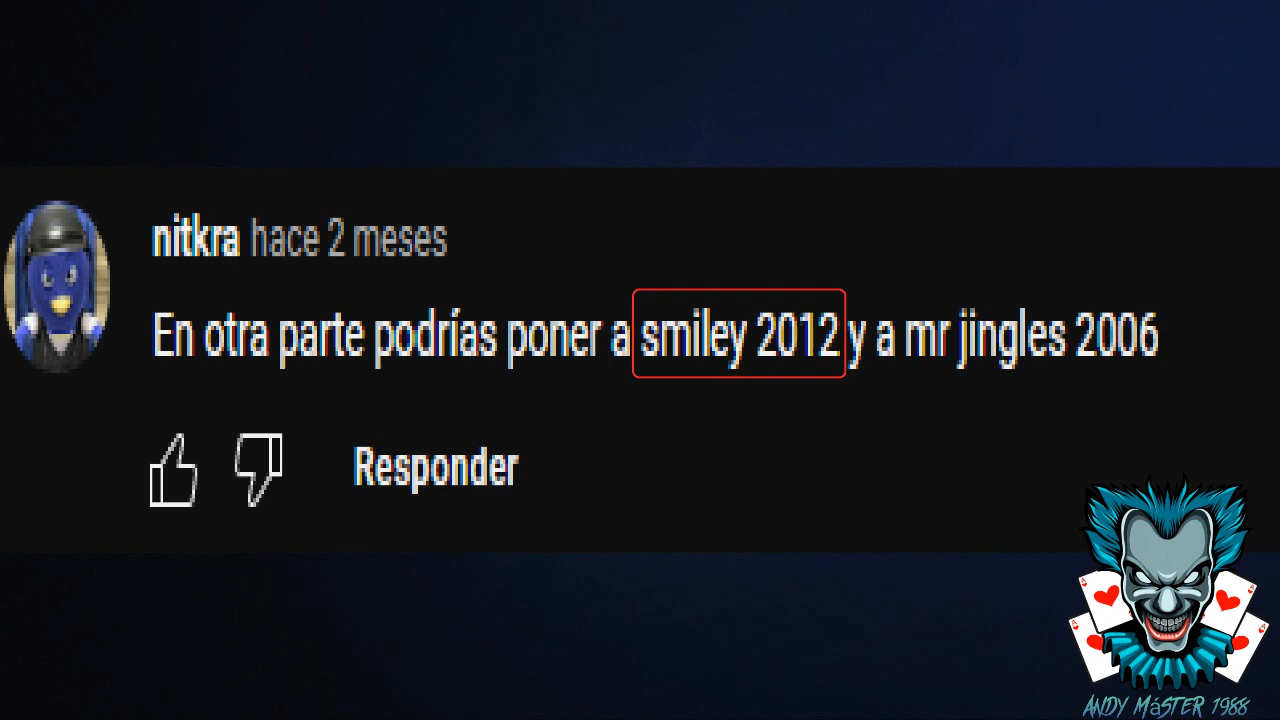 nitkra hace 2 meses
En otra parte podrías poner a smiley 2012 y a mr jingles 2006
Responder
ANDY MáSTER 1988